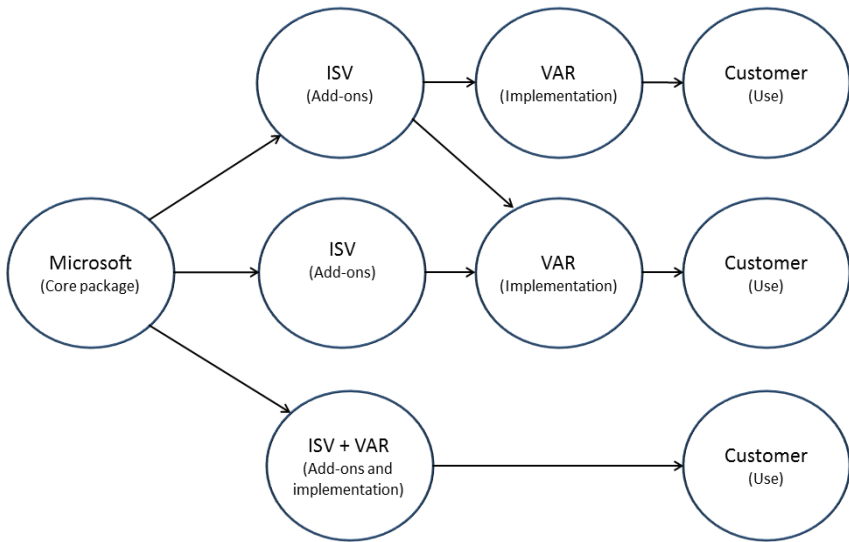 ISV
(Add-ons)
VAR
(Implementation)
Customer
(Use)
Microsoft
(Core package)
ISV
(Add-ons)
VAR
(Implementation)
Customer
(Use)
ISV + VAR
(Add-ons and
implementation)
Customer
(Use)